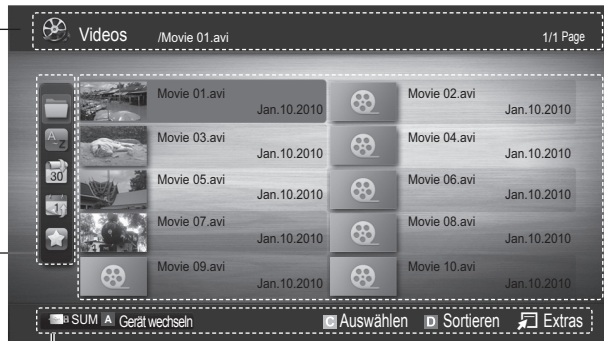 Videos /Movie 01.avi 1/1 Page
Movie 01.avi Movie 02.avi
Jan.10.2010 Jan.10.2010
A-Z Movie 03.avi Movie 04.avi
Jan.10.2010 Jan.10.2010
30 Movie 05.avi Movie 06.avi
Jan.10.2010 Jan.10.2010
Movie 07.avi Movie 08.avi
Jan.10.2010 Jan.10.2010
Movie 09.avi Movie 10.avi
Jan.10.2010 Jan.10.2010
SUM A Gerät wechseln C Auswählen D Sortieren Extras